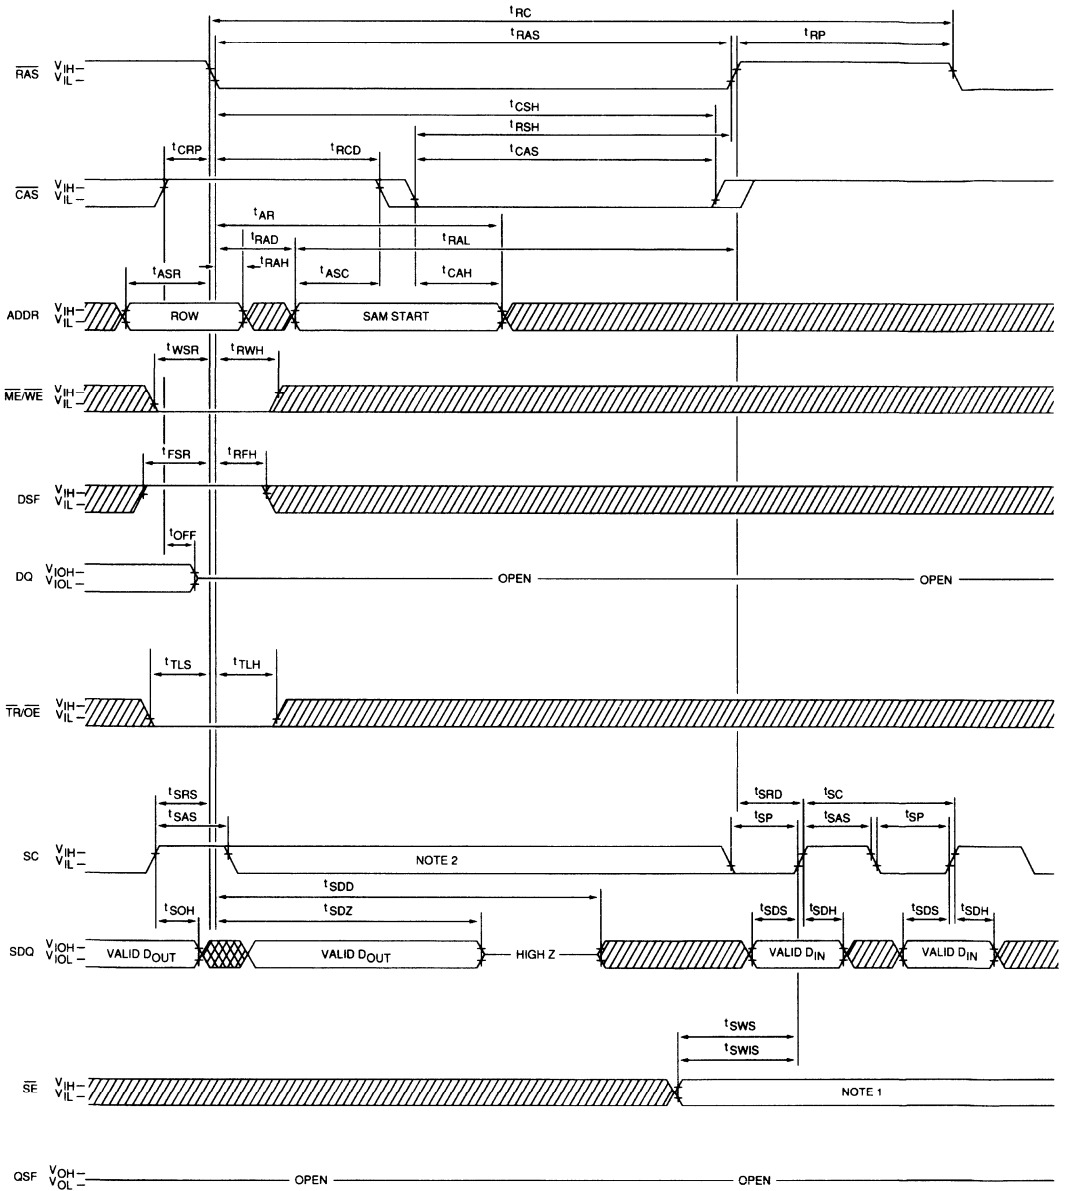 tRC
tRAS tRP
RAS VIH
VIL
tCSH
tRSH
tCRP tRCD tCAS
CAS VIH
VIL
tAR
tRAD tRAL
tRAH
tASR tASC tCAH
ADDR VIH
VIL
ROW SAM START
tWSR tRWH
ME/WE VIH
VIL
tFSR tRFH
DSF VIH
VIL
tOFF
DQ VIOH
VIOL
OPEN OPEN
tTLS tTLH
TR/OE VIH
VIL
tSRS tSRD tSC
tSAS tSP tSAS tSP
SC VIH
VIL
NOTE 2
tSDD
tSOH tSDZ tSDS tSDH tSDS tSDH
SDQ VIOH
VIOL
VALID DOUT VALID DOUT HIGH Z VALID DIN VALID DIN
tSWS
tSWIS
SE VIH
VIL
NOTE 1
QSF VOH
VOL
OPEN OPEN